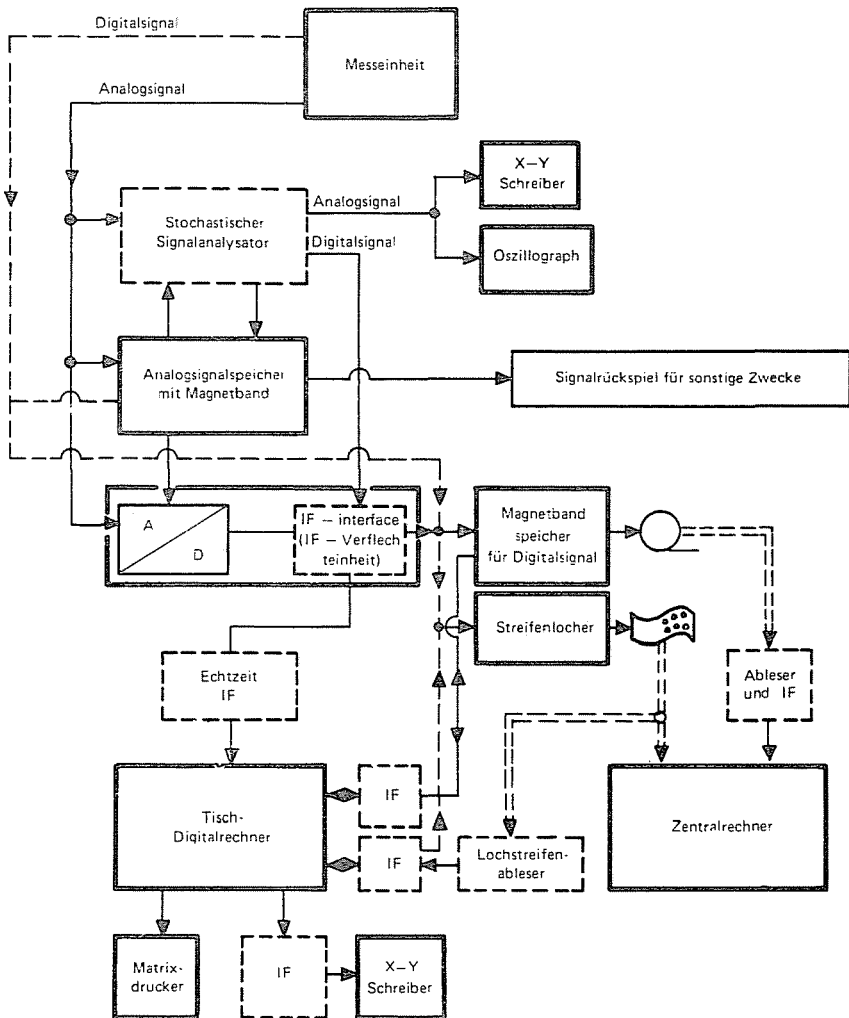 Digitalsignal
Messeinheit
Analogsignal
X–Y
Schreiber
Analogsignal
Stochastischer
Signalanalysator
Digitalsignal
Oszillograph
Analogsignalspeicher
mit Magnetband
Signalrückspiel für sonstige Zwecke
A
D
IF – interface
(IF – Verflech
teinheit)
Magnetband
speicher
für Digitalsignal
Streifenlocher
Echtzeit
IF
Ableser
und IF
Tisch-
Digitalrechner
IF
IF
Lochstreifen-
ableser
Zentralrechner
Matrix-
drucker
IF
X–Y
Schreiber